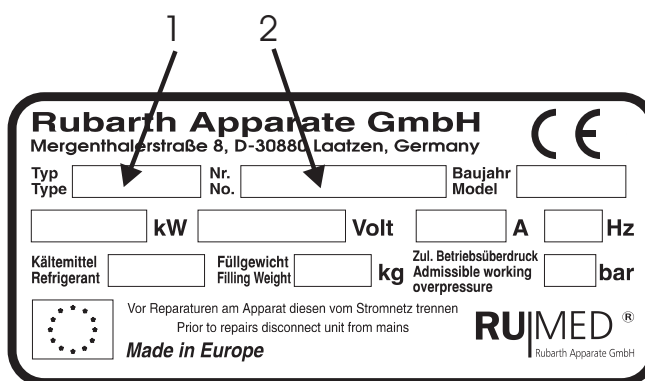 1 2
Rubarth Apparate GmbH
Mergenthalerstraße 8, D-30880 Laatzen, Germany
CE
Typ Nr. Baujahr
Type No. Model
kW Volt A Hz
Kältemittel Füllgewicht kg Zul. Betriebsüberdruck bar
Refrigerant Filling Weight Admissible working
overpressure
Vor Reparaturen am Apparat diesen vom Stromnetz trennen
Prior to repairs disconnect unit from mains
Made in Europe
RUMED ®
Rubarth Apparate GmbH